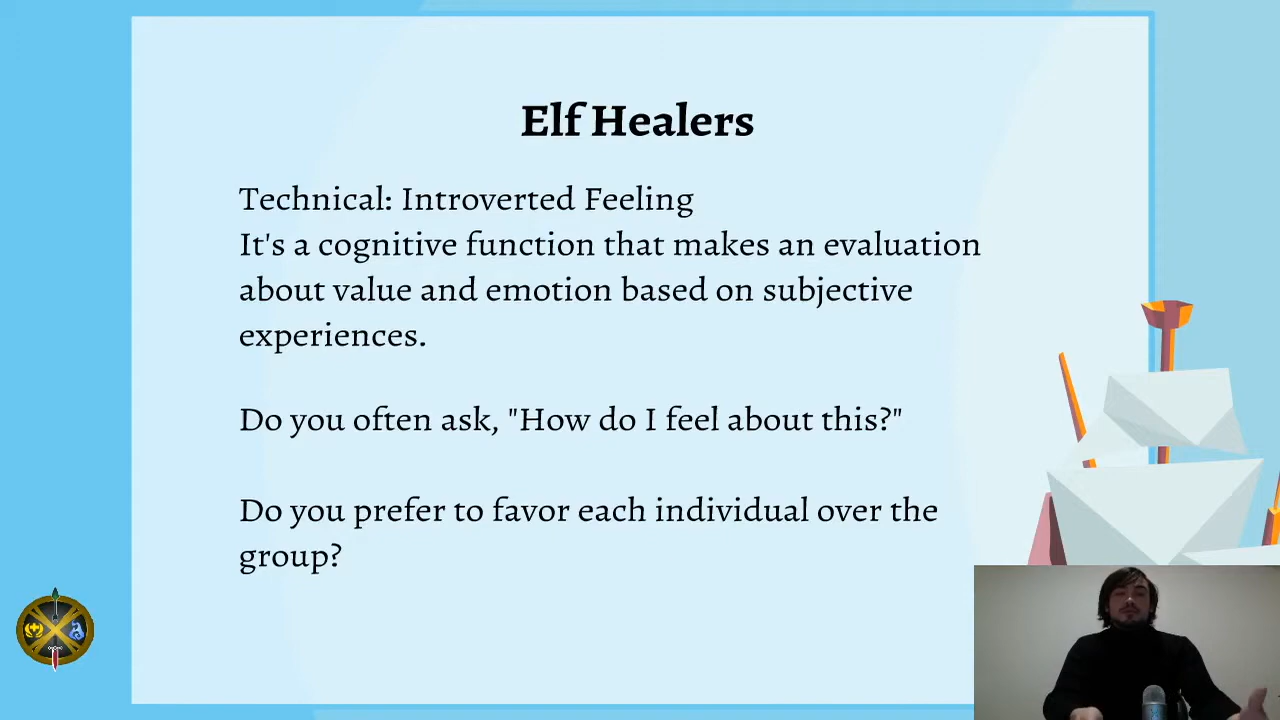 Elf Healers
Technical: Introverted Feeling
It's a cognitive function that makes an evaluation
about value and emotion based on subjective
experiences.
Do you often ask, "How do I feel about this?"
Do you prefer to favor each individual over the
group?